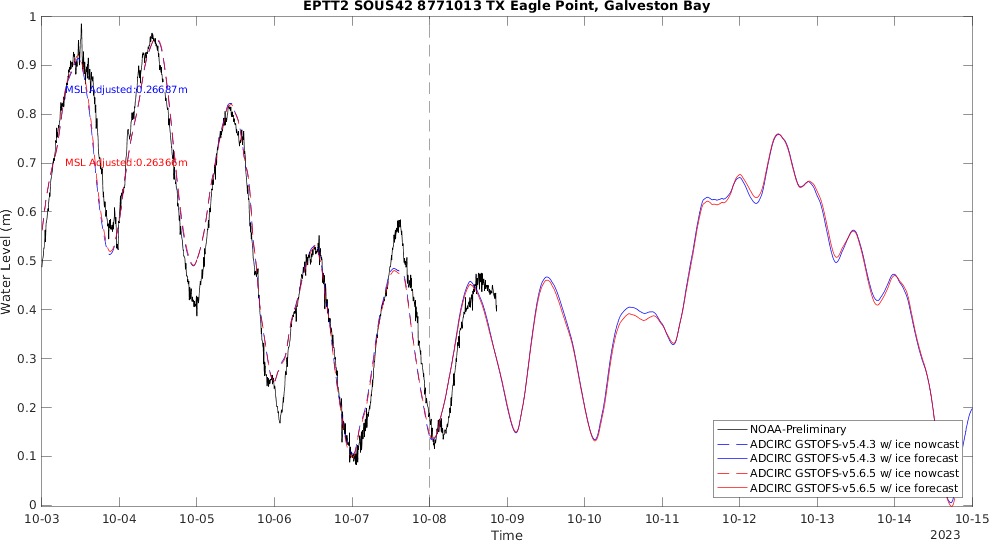 EPTT2 SOUS42 8771013 TX Eagle Point, Galveston Bay
1
0.9
0.8
0.7
0.6
0.5
0.4
0.3
0.2
0.1
0
Water Level (m)
MSL Adjusted:0.26637m
MSL Adjusted:0.26366m
NOAA-Preliminary
ADCIRC GSTOFS-v5.4.3 w/ ice nowcast
ADCIRC GSTOFS-v5.4.3 w/ ice forecast
ADCIRC GSTOFS-v5.6.5 w/ ice nowcast
ADCIRC GSTOFS-v5.6.5 w/ ice forecast
10-03 10-04 10-05 10-06 10-07 10-08 10-09 10-10 10-11 10-12 10-13 10-14 10-15
Time
2023